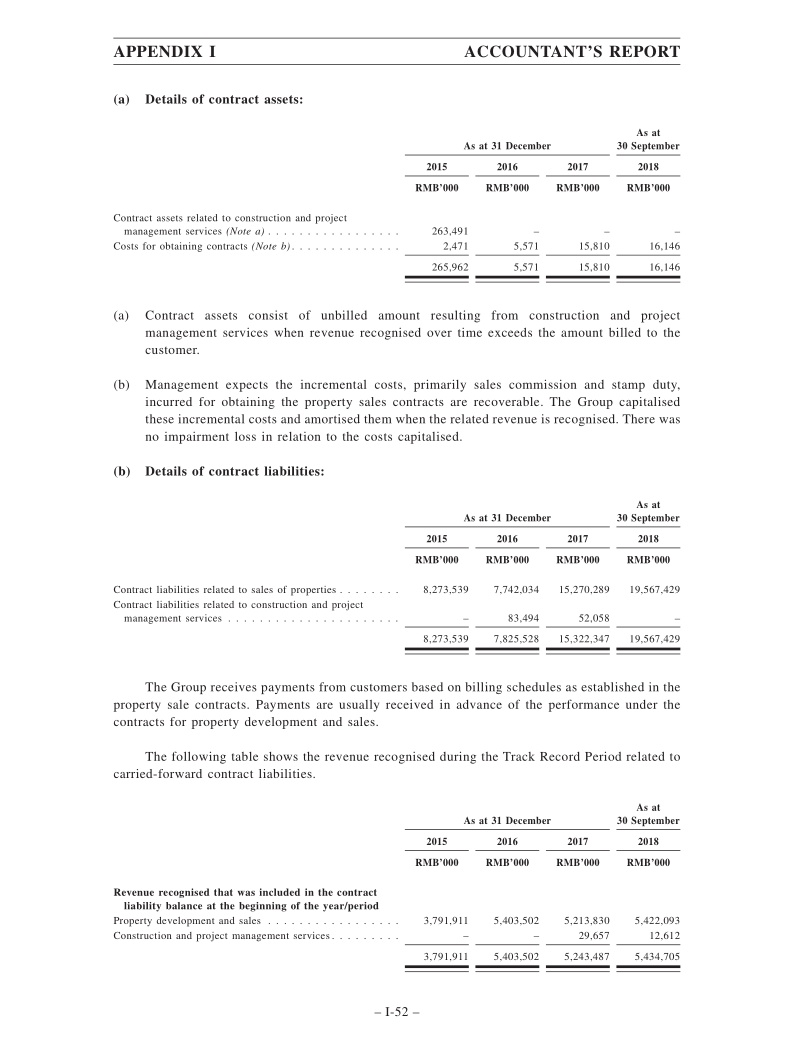 APPENDIX I ACCOUNTANT'S REPORT
(a) Details of contract assets:
As at
As at 31 December 30 September
2015 2016 2017 2018
RMB'000 RMB'000 RMB'000 RMB'000
Contract assets related to construction and project
management services (Note a) . . . . . . . . . . . . . . . . . 263,491 – – –
Costs for obtaining contracts (Note b) . . . . . . . . . . . . . . 2,471 5,571 15,810 16,146
265,962 5,571 15,810 16,146
(a) Contract assets consist of unbilled amount resulting from construction and project
management services when revenue recognised over time exceeds the amount billed to the
customer.
(b) Management expects the incremental costs, primarily sales commission and stamp duty,
incurred for obtaining the property sales contracts are recoverable. The Group capitalised
these incremental costs and amortised them when the related revenue is recognised. There was
no impairment loss in relation to the costs capitalised.
(b) Details of contract liabilities:
As at
As at 31 December 30 September
2015 2016 2017 2018
RMB'000 RMB'000 RMB'000 RMB'000
Contract liabilities related to sales of properties . . . . . . . . 8,273,539 7,742,034 15,270,289 19,567,429
Contract liabilities related to construction and project
management services . . . . . . . . . . . . . . . . . . . . . . – 83,494 52,058 –
8,273,539 7,825,528 15,322,347 19,567,429
The Group receives payments from customers based on billing schedules as established in the
property sale contracts. Payments are usually received in advance of the performance under the
contracts for property development and sales.
The following table shows the revenue recognised during the Track Record Period related to
carried-forward contract liabilities.
As at
As at 31 December 30 September
2015 2016 2017 2018
RMB'000 RMB'000 RMB'000 RMB'000
Revenue recognised that was included in the contract
liability balance at the beginning of the year/period
Property development and sales . . . . . . . . . . . . . . . . . 3,791,911 5,403,502 5,213,830 5,422,093
Construction and project management services . . . . . . . . . – – 29,657 12,612
3,791,911 5,403,502 5,243,487 5,434,705
– I-52 –